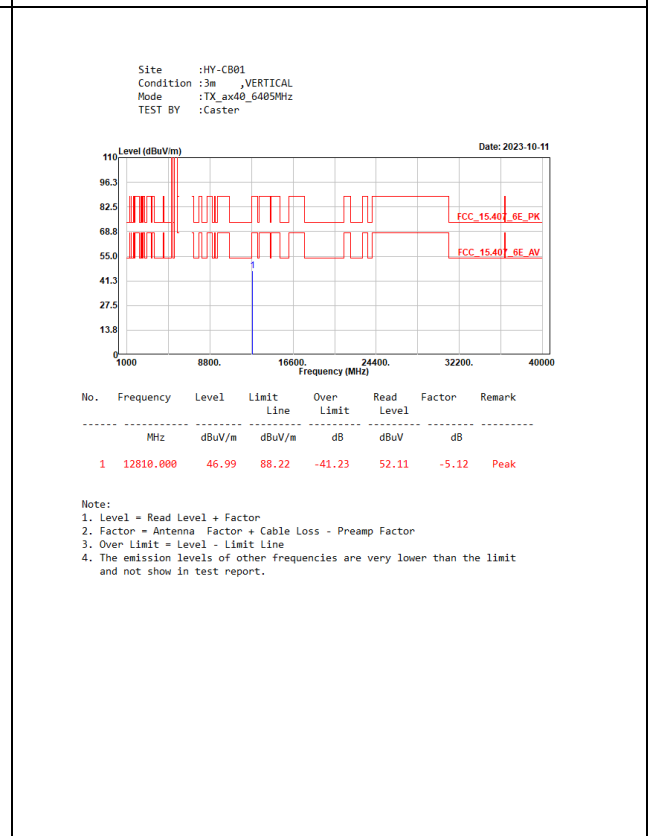 Site :HY-CB01
Condition :3m ,VERTICAL
Mode :TX_ax40_6405MHz
TEST BY :Caster
Level (dBuV/m) Date: 2023-10-11
110
96.3
82.5
FCC_15.407_6E_PK
68.8
55.0
FCC_15.407_6E_AV
1
41.3
27.5
13.8
0
1000 8800. 16600. 24400. 32200. 40000
Frequency (MHz)
No. Frequency Level Limit Over Read Factor Remark
Line Limit Level
------ ----------- ------- --------- --------- -------- ------- ---------
MHz dBuV/m dBuV/m dB dBuV dB
1 12810.000 46.99 88.22 -41.23 52.11 -5.12 Peak
Note:
1. Level = Read Level + Factor
2. Factor = Antenna Factor + Cable Loss - Preamp Factor
3. Over Limit = Level - Limit Line
4. The emission levels of other frequencies are very lower than the limit
and not show in test report.